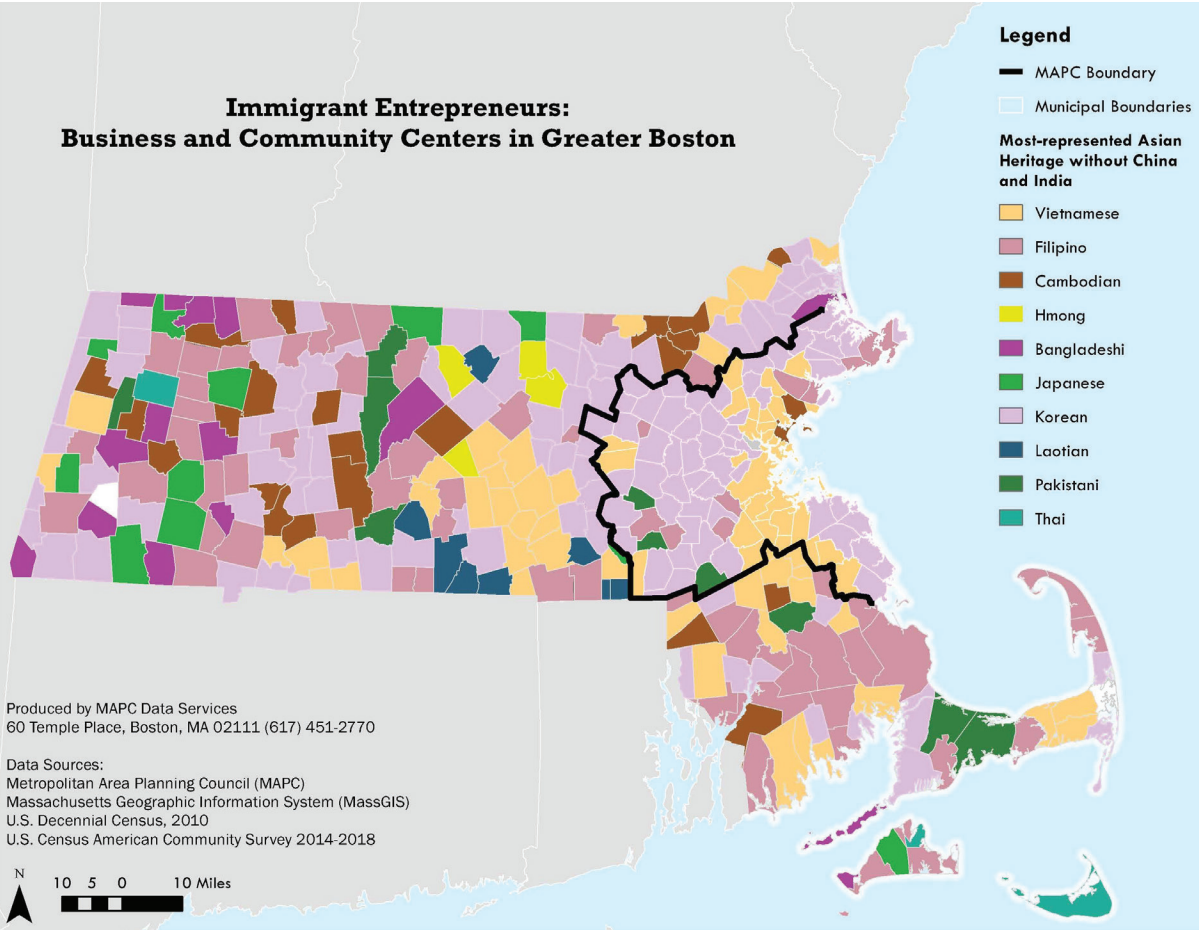 Immigrant Entrepreneurs:
Business and Community Centers in Greater Boston
Legend
MAPC Boundary
Municipal Boundaries
Most-represented Asian
Heritage without China
and India
Vietnamese
Filipino
Cambodian
Hmong
Bangladeshi
Japanese
Korean
Laotian
Pakistani
Thai
Produced by MAPC Data Services
60 Temple Place, Boston, MA 02111 (617) 451-2770
Data Sources:
Metropolitan Area Planning Council (MAPC)
Massachusetts Geographic Information System (MassGIS)
U.S. Decennial Census, 2010
U.S. Census American Community Survey 2014-2018
N
10 5 0 10 Miles